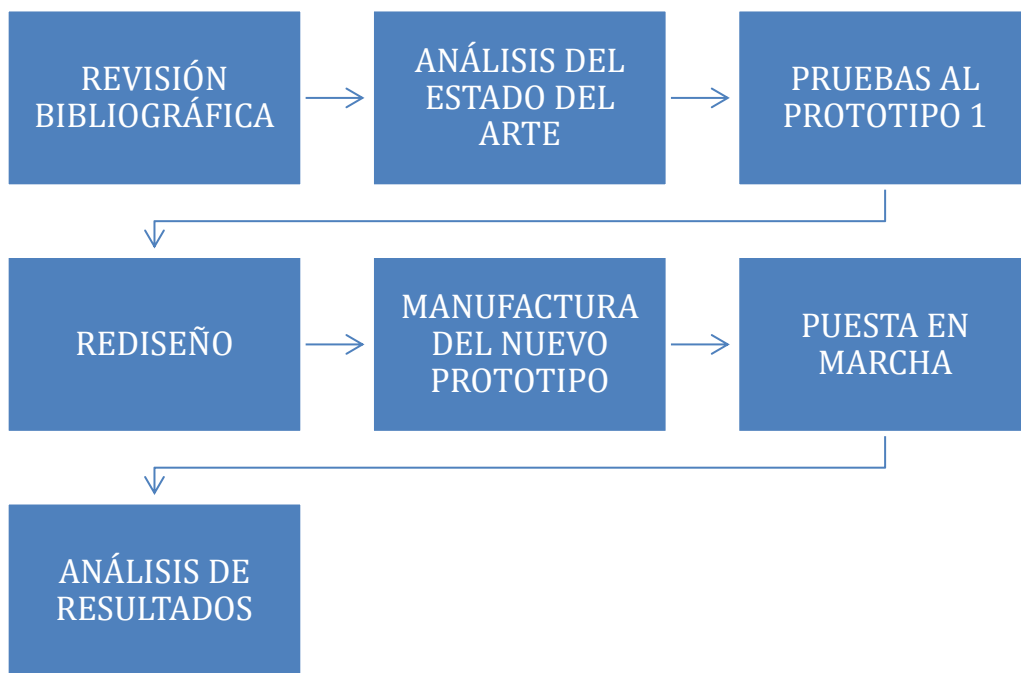 REVISIÓN
BIBLIOGRÁFICA
ANÁLISIS DEL
ESTADO DEL
ARTE
PRUEBAS AL
PROTOTIPO 1
REDISEÑO
MANUFACTURA
DEL NUEVO
PROTOTIPO
PUESTA EN
MARCHA
ANÁLISIS DE
RESULTADOS